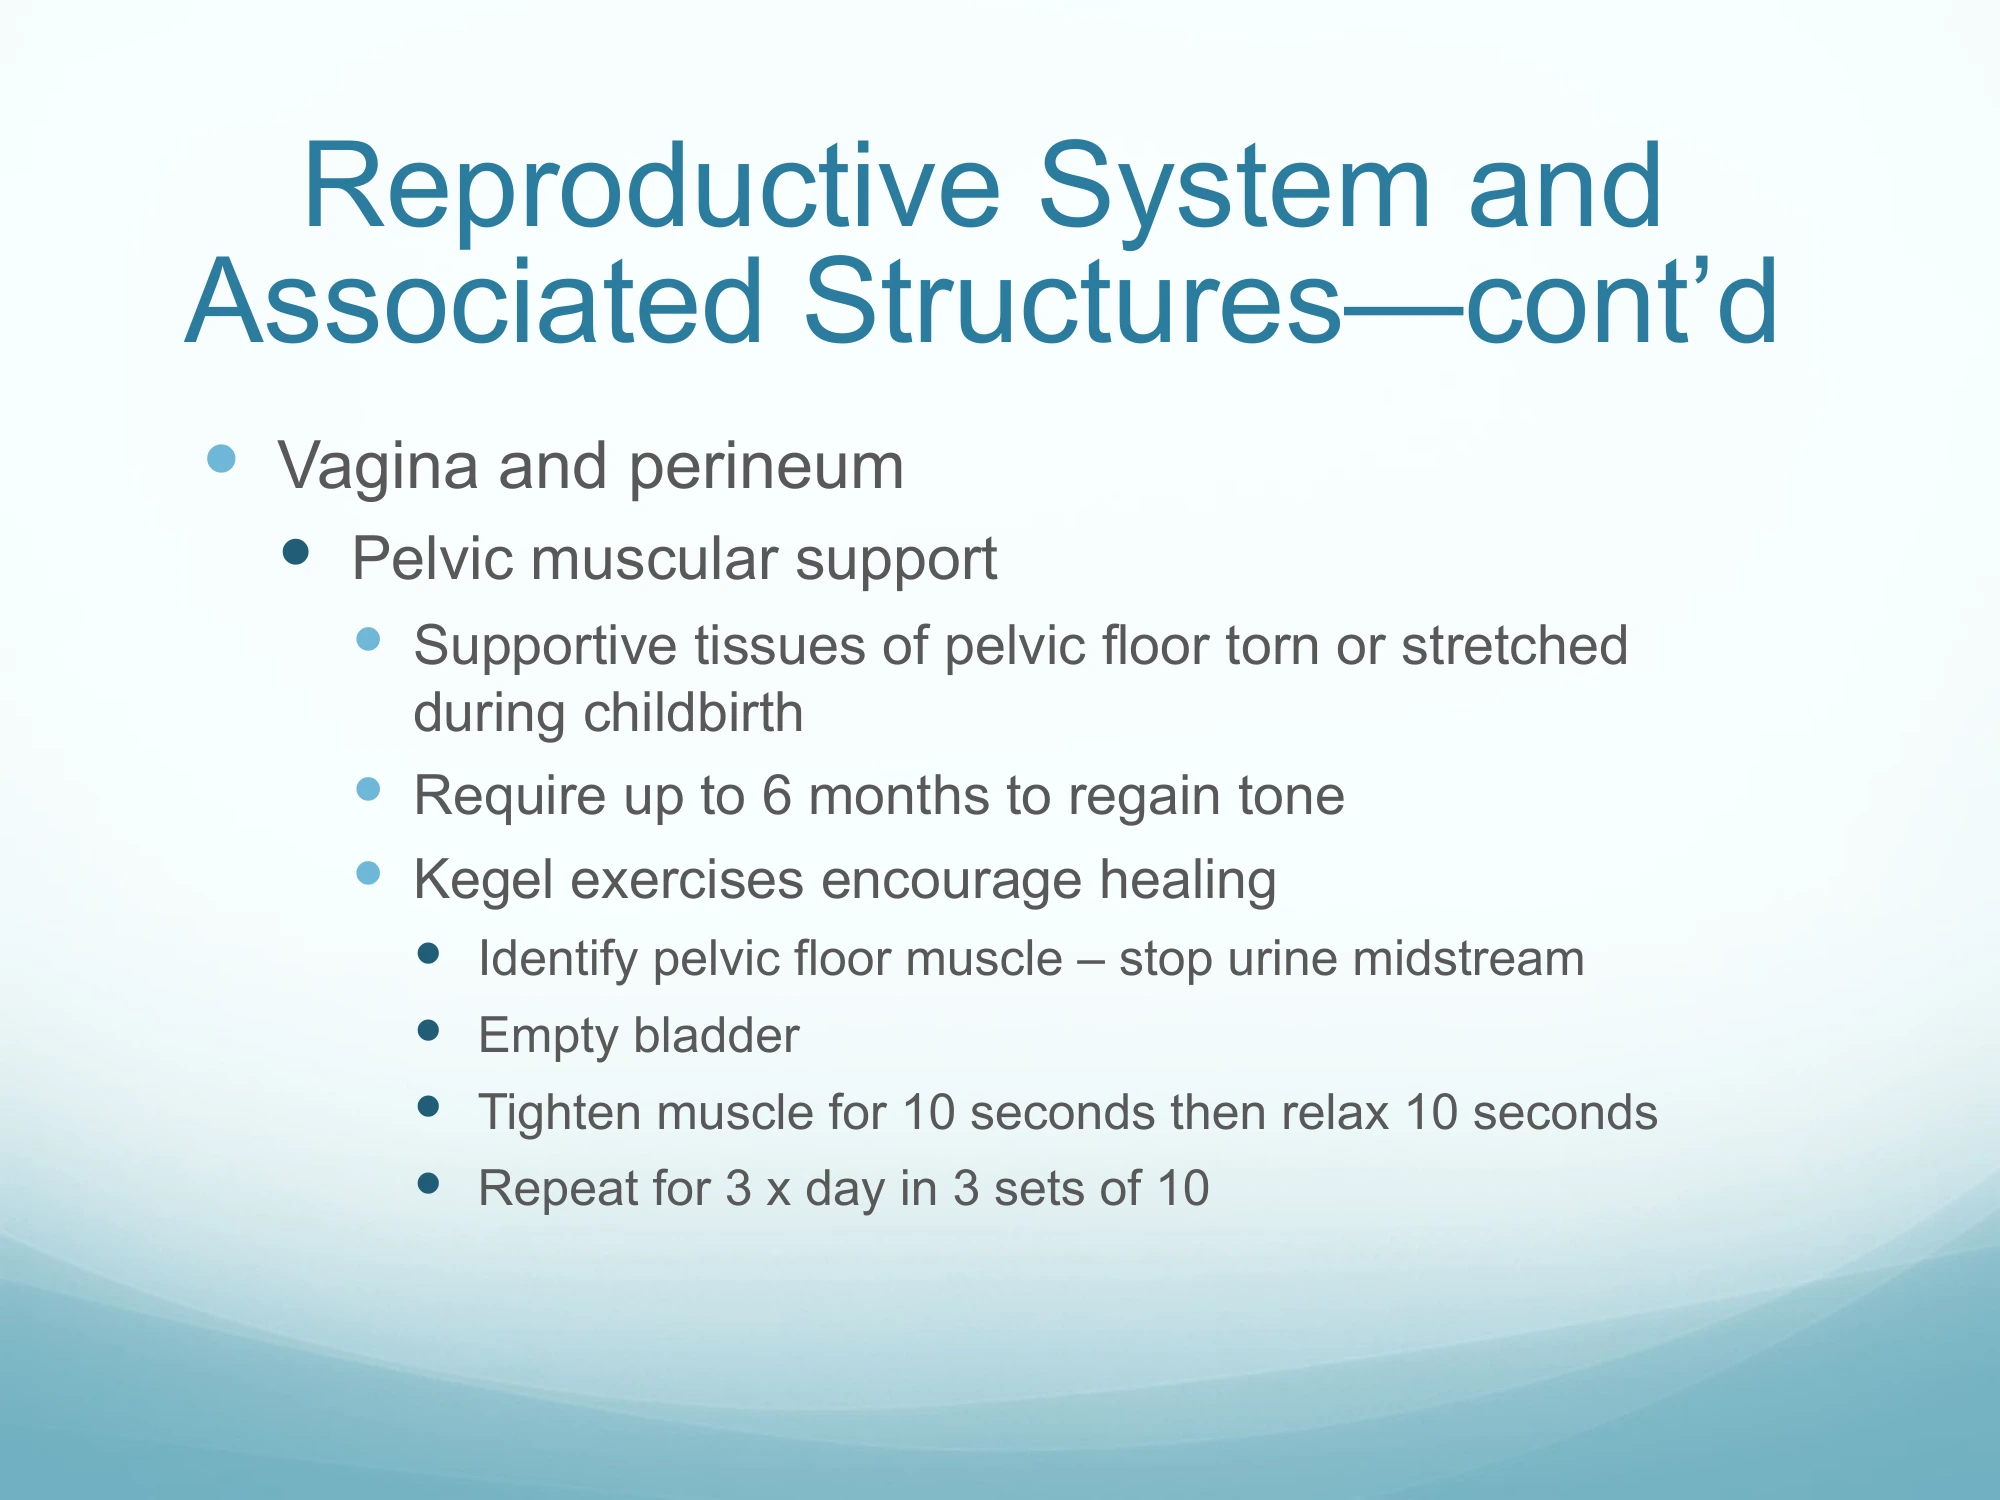 Reproductive System and
Associated Structures—cont’d
• Vagina and perineum
• Pelvic muscular support
• Supportive tissues of pelvic floor torn or stretched
during childbirth
• Require up to 6 months to regain tone
• Kegel exercises encourage healing
• Identify pelvic floor muscle – stop urine midstream
• Empty bladder
• Tighten muscle for 10 seconds then relax 10 seconds
• Repeat for 3 x day in 3 sets of 10